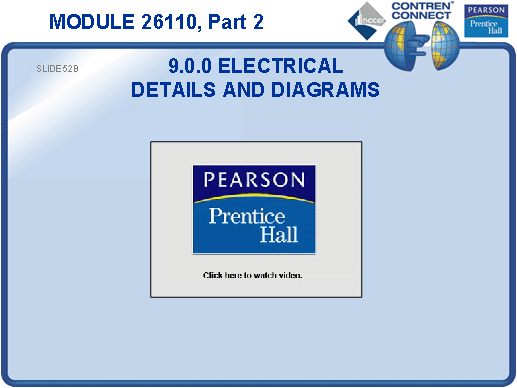 MODULE 26110, Part 2
nccer
CONTREN®
CONNECT
PEARSON
Prentice
Hall
SLIDE 52B
9.0.0 ELECTRICAL
DETAILS AND DIAGRAMS
PEARSON
Prentice
Hall
Click here to watch video.